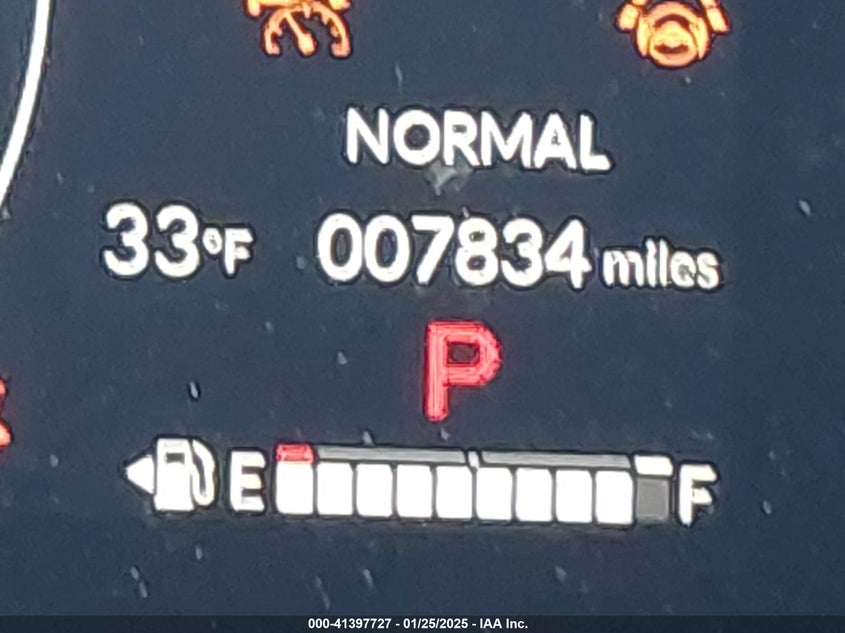 NORMAL
33°F 007834 miles
P
E F
000-41397727 - 01/25/2025 - IAA Inc.